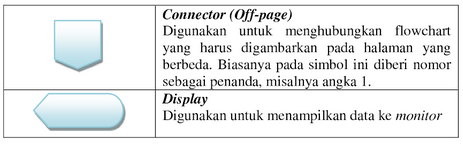 Connector (Off-page)
Digunakan untuk menghubungkan flowchart
yang harus digambarkan pada halaman yang
berbeda. Biasanya pada simbol ini diberi nomor
sebagai penanda, misalnya angka 1.
Display
Digunakan untuk menampilkan data ke monitor